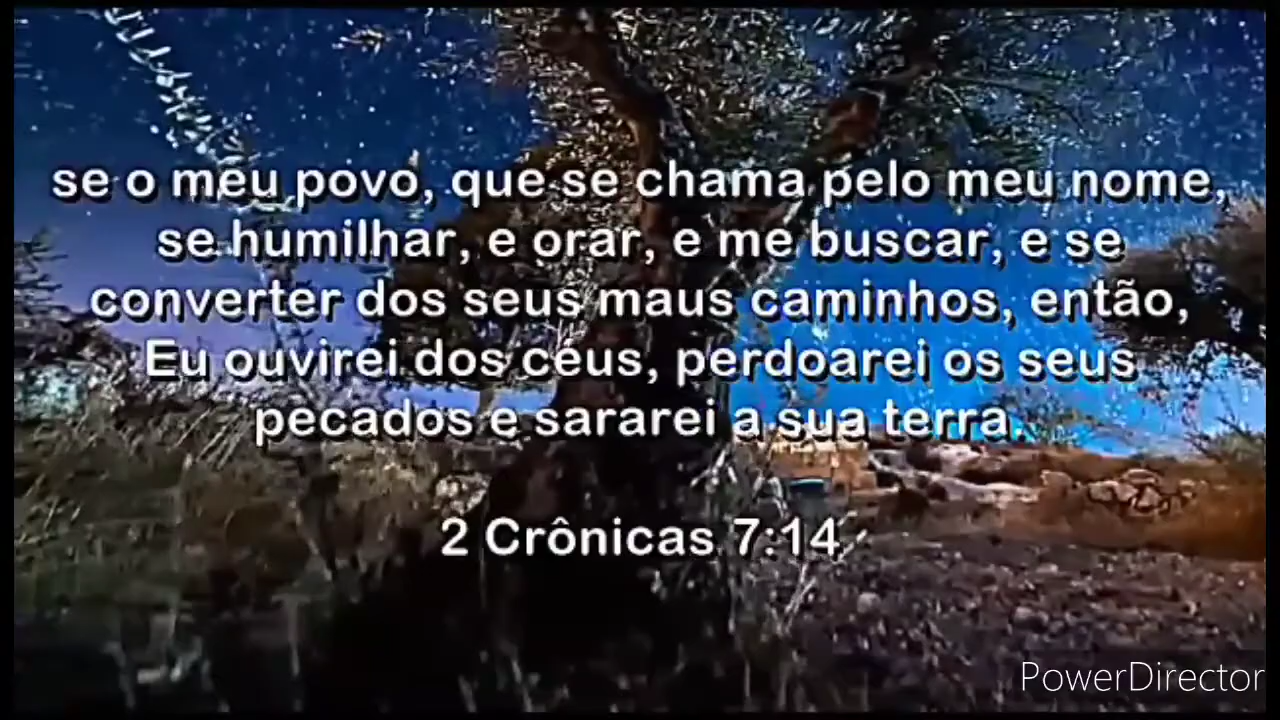 se o meu povo, que se chama pelo meu nome,
se humilhar, e orar, e me buscar, e se
converter dos seus maus caminhos, então,
Eu ouvirei dos céus, perdoarei os seus
pecados e sararei a sua terra.
2 Crônicas 7:14
PowerDirector